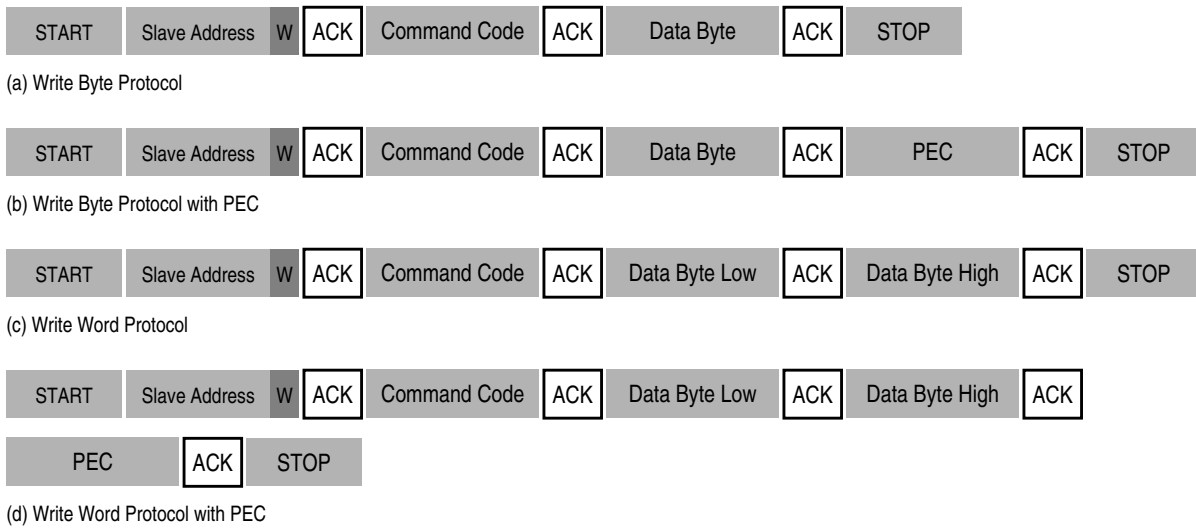 START Slave Address W ACK Command Code ACK Data Byte ACK STOP
(a) Write Byte Protocol
START Slave Address W ACK Command Code ACK Data Byte ACK PEC ACK STOP
(b) Write Byte Protocol with PEC
START Slave Address W ACK Command Code ACK Data Byte Low ACK Data Byte High ACK STOP
(c) Write Word Protocol
START Slave Address W ACK Command Code ACK Data Byte Low ACK Data Byte High ACK
PEC ACK STOP
(d) Write Word Protocol with PEC